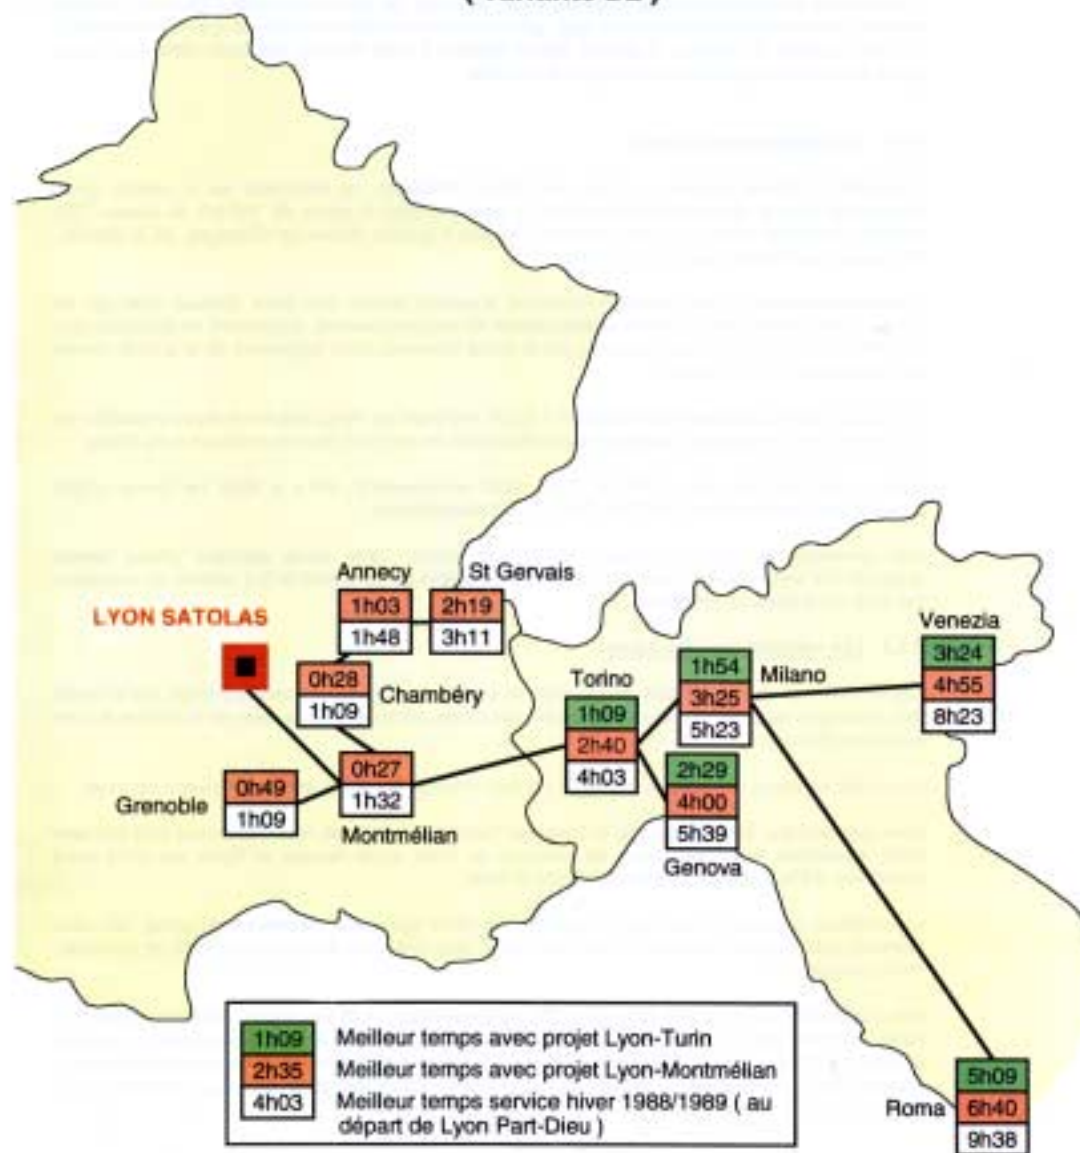 Annecy
St Gervais
1h03
2h19
1h48
3h11
LYON SATOLAS
0h28
1h09
Chambéry
Venezia
3h24
4h55
8h23
1h54
3h25
5h23
Milano
Torino
1h09
2h40
4h03
0h27
1h32
Montmélian
Grenoble
0h49
1h09
2h29
4h00
5h39
Genova
1h09 Meilleur temps avec projet Lyon-Turin
2h35 Meilleur temps avec projet Lyon-Montmélian
4h03 Meilleur temps service hiver 1988/1989 ( au
départ de Lyon Part-Dieu )
Roma
5h09
6h40
9h38